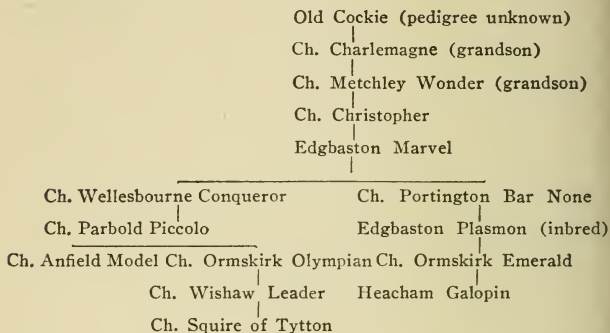 Old Cockie (pedigree unknown)
Ch. Charlemagne (grandson)
Ch. Metchley Wonder (grandson)
Ch. Christopher
Edgbaston Marvel
Ch. Wellesbourne Conqueror Ch. Portington Bar None
Ch. Parbold Piccolo Edgbaston Plasmon (inbred)
Ch. Anfield Model Ch. Ormskirk Olympian Ch. Ormskirk Emerald
Ch. Wishaw Leader Heacham Galopin
Ch. Squire of Tytton